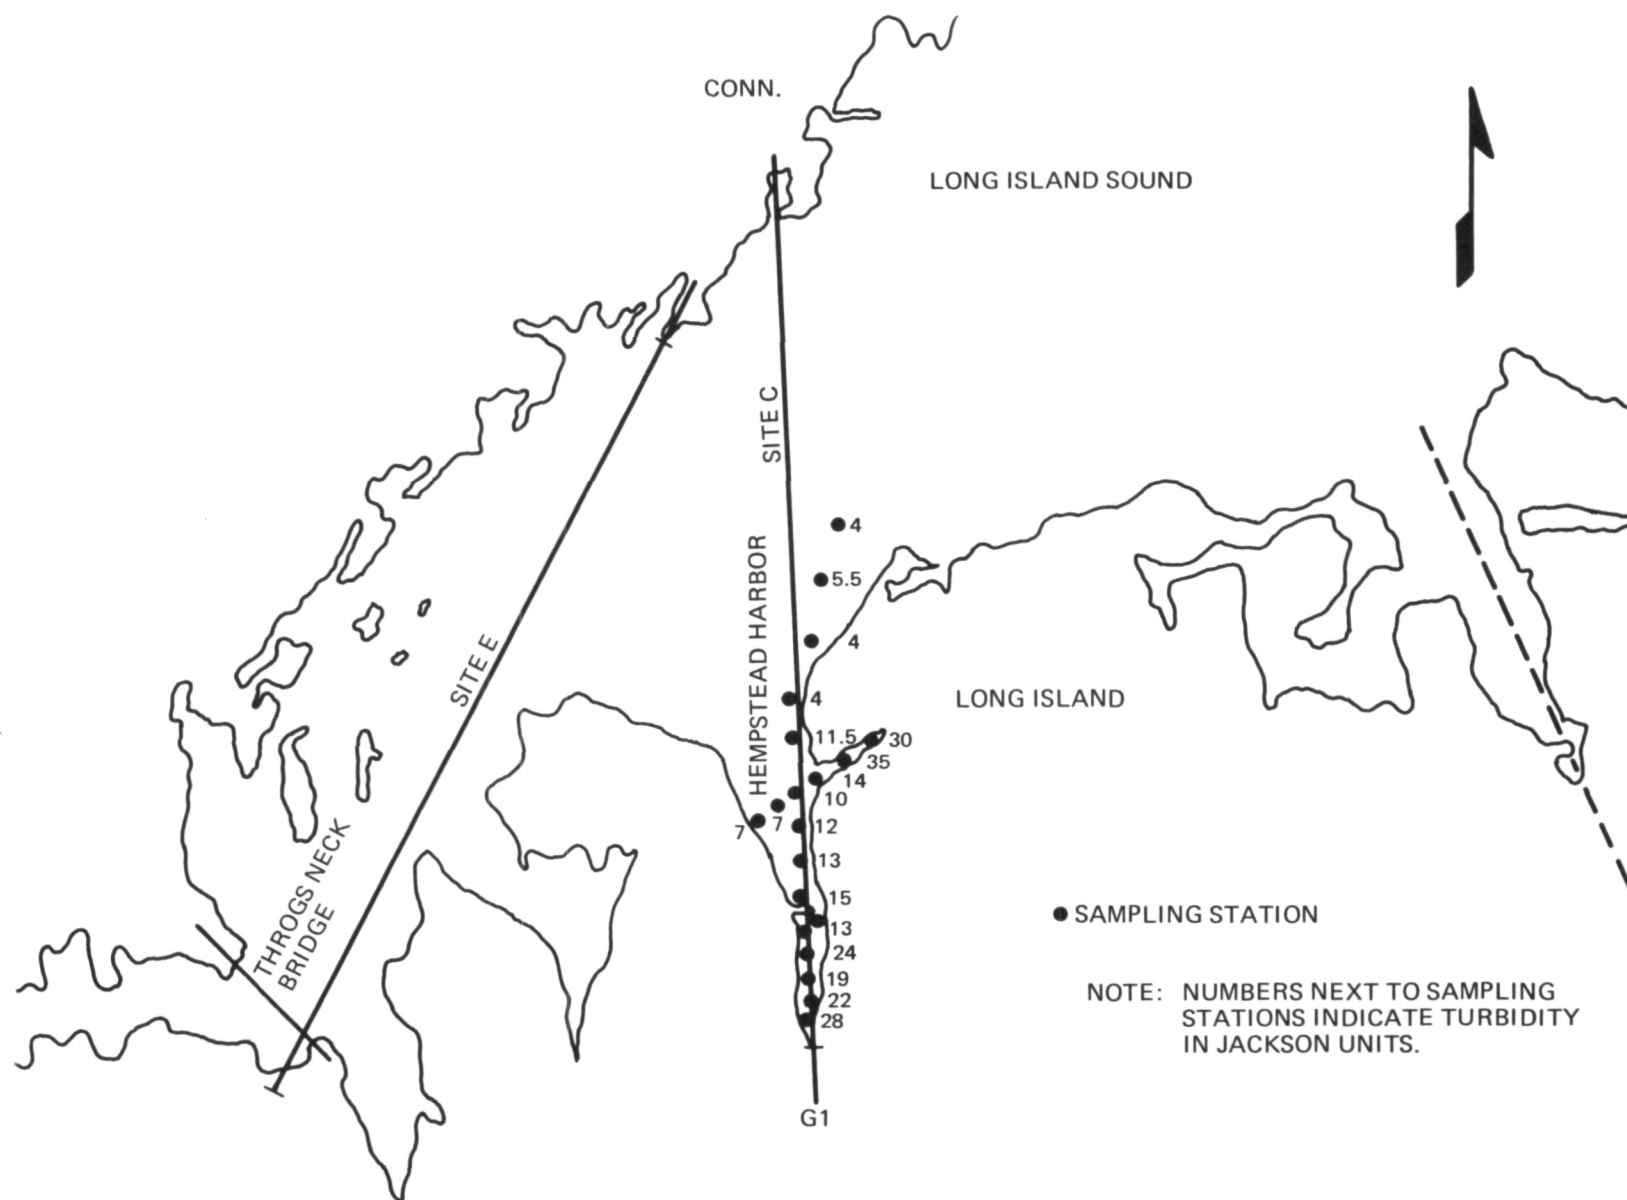 CONN.
LONG ISLAND SOUND
SITE C
4
5.5
HEMPSTEAD HARBOR
4
SITE E
4
LONG ISLAND
11.5
30
35
14
10
7
7
12
13
THROGS NECK
BRIDGE
15
SAMPLING STATION
13
24
19
22
28
NOTE: NUMBERS NEXT TO SAMPLING
STATIONS INDICATE TURBIDITY
IN JACKSON UNITS.
G1